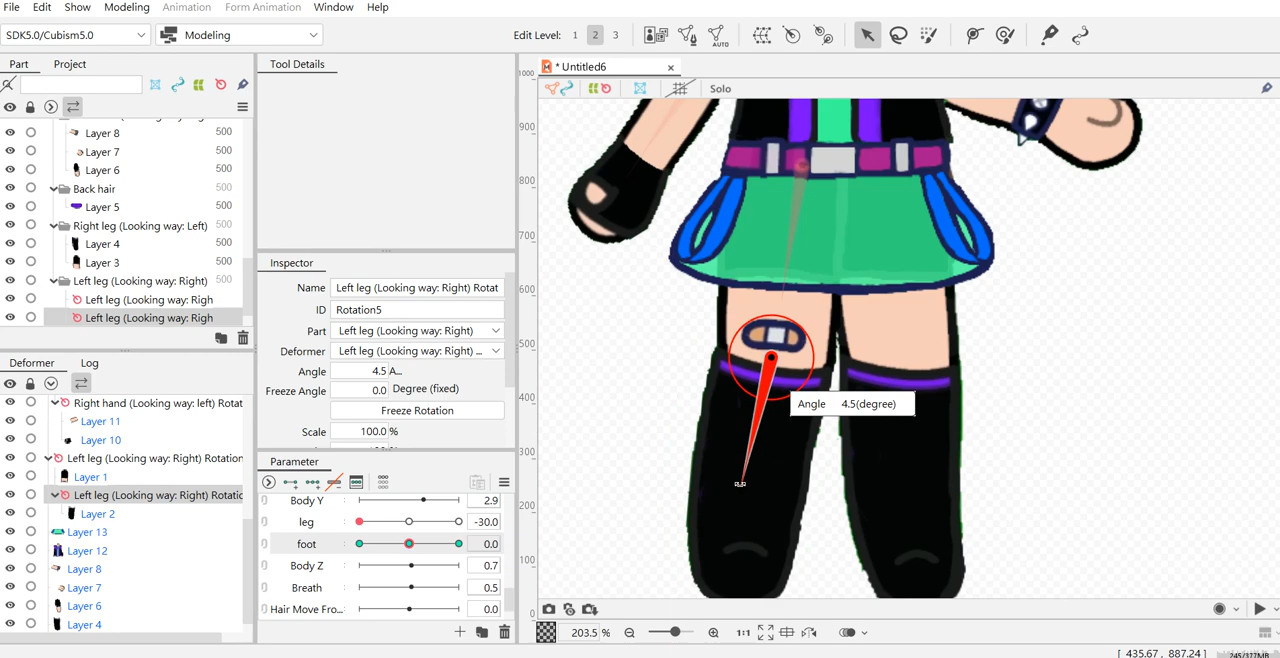 File Edit Show Modeling Animation Form Animation Window Help
SDK5.0/Cubism5.0 Modeling Edit Level: 1 2 3 AUTO
Part Project Tool Details * Untitled6 x
Solo
Layer 8 500
Layer 7 500
Layer 6 500
Back hair 500
Layer 5 500
Right leg (Looking way: Left) 500
Layer 4 500
Layer 3 500
Left leg (Looking way: Right) 500
Left leg (Looking way: Righ
Left leg (Looking way: Righ
Deformer Log
Right hand (Looking way: left) Rotat
Layer 11
Layer 10
Left leg (Looking way: Right) Rotation
Layer 1
Left leg (Looking way: Right) Rotatio
Layer 2
Layer 13
Layer 12
Layer 8
Layer 7
Layer 6
Layer 4
Inspector
Name Left leg (Looking way: Right) Rotat
ID Rotation5
Part Left leg (Looking way: Right)
Deformer Left leg (Looking way: Right) ...
Angle 4.5 A...
Freeze Angle 0.0 Degree (fixed)
Freeze Rotation
Scale 100.0 %
Parameter
Body Y 2.9
leg -30.0
foot 0.0
Body Z 0.7
Breath 0.5
Hair Move Fro... 0.0
1000
900
800
700
600
500
400
300
200
100
0
Angle 4.5(degree)
203.5 % 1:1
[ 435.67 , 887.24 ] 245/377MB